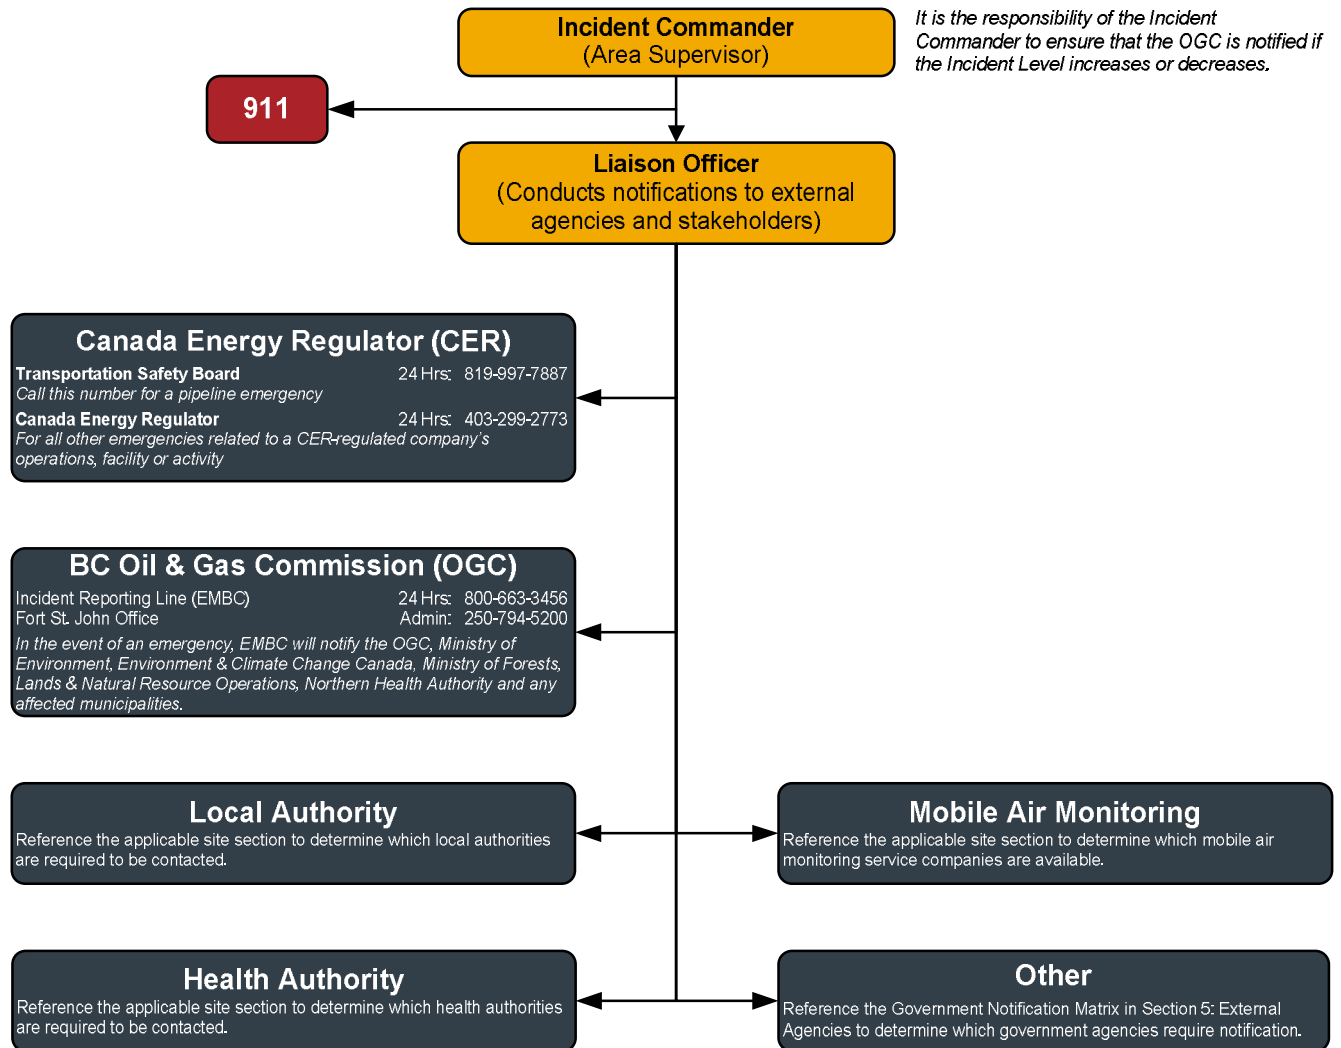 Incident Commander
(Area Supervisor)
It is the responsibility of the Incident
Commander to ensure that the OGC is notified if
the Incident Level increases or decreases.
911
Liaison Officer
(Conducts notifications to external
agencies and stakeholders)
Canada Energy Regulator (CER)
Transportation Safety Board 24 Hrs: 819-997-7887
Call this number for a pipeline emergency
Canada Energy Regulator 24 Hrs: 403-299-2773
For all other emergencies related to a CER-regulated company's
operations, facility or activity
BC Oil & Gas Commission (OGC)
Incident Reporting Line (EMBC) 24 Hrs: 800-663-3456
Fort St. John Office Admin: 250-794-5200
In the event of an emergency, EMBC will notify the OGC, Ministry of
Environment, Environment & Climate Change Canada, Ministry of Forests,
Lands & Natural Resource Operations, Northern Health Authority and any
affected municipalities.
Local Authority
Reference the applicable site section to determine which local authorities
are required to be contacted.
Mobile Air Monitoring
Reference the applicable site section to determine which mobile air
monitoring service companies are available.
Health Authority
Reference the applicable site section to determine which health authorities
are required to be contacted.
Other
Reference the Government Notification Matrix in Section 5: External
Agencies to determine which government agencies require notification.